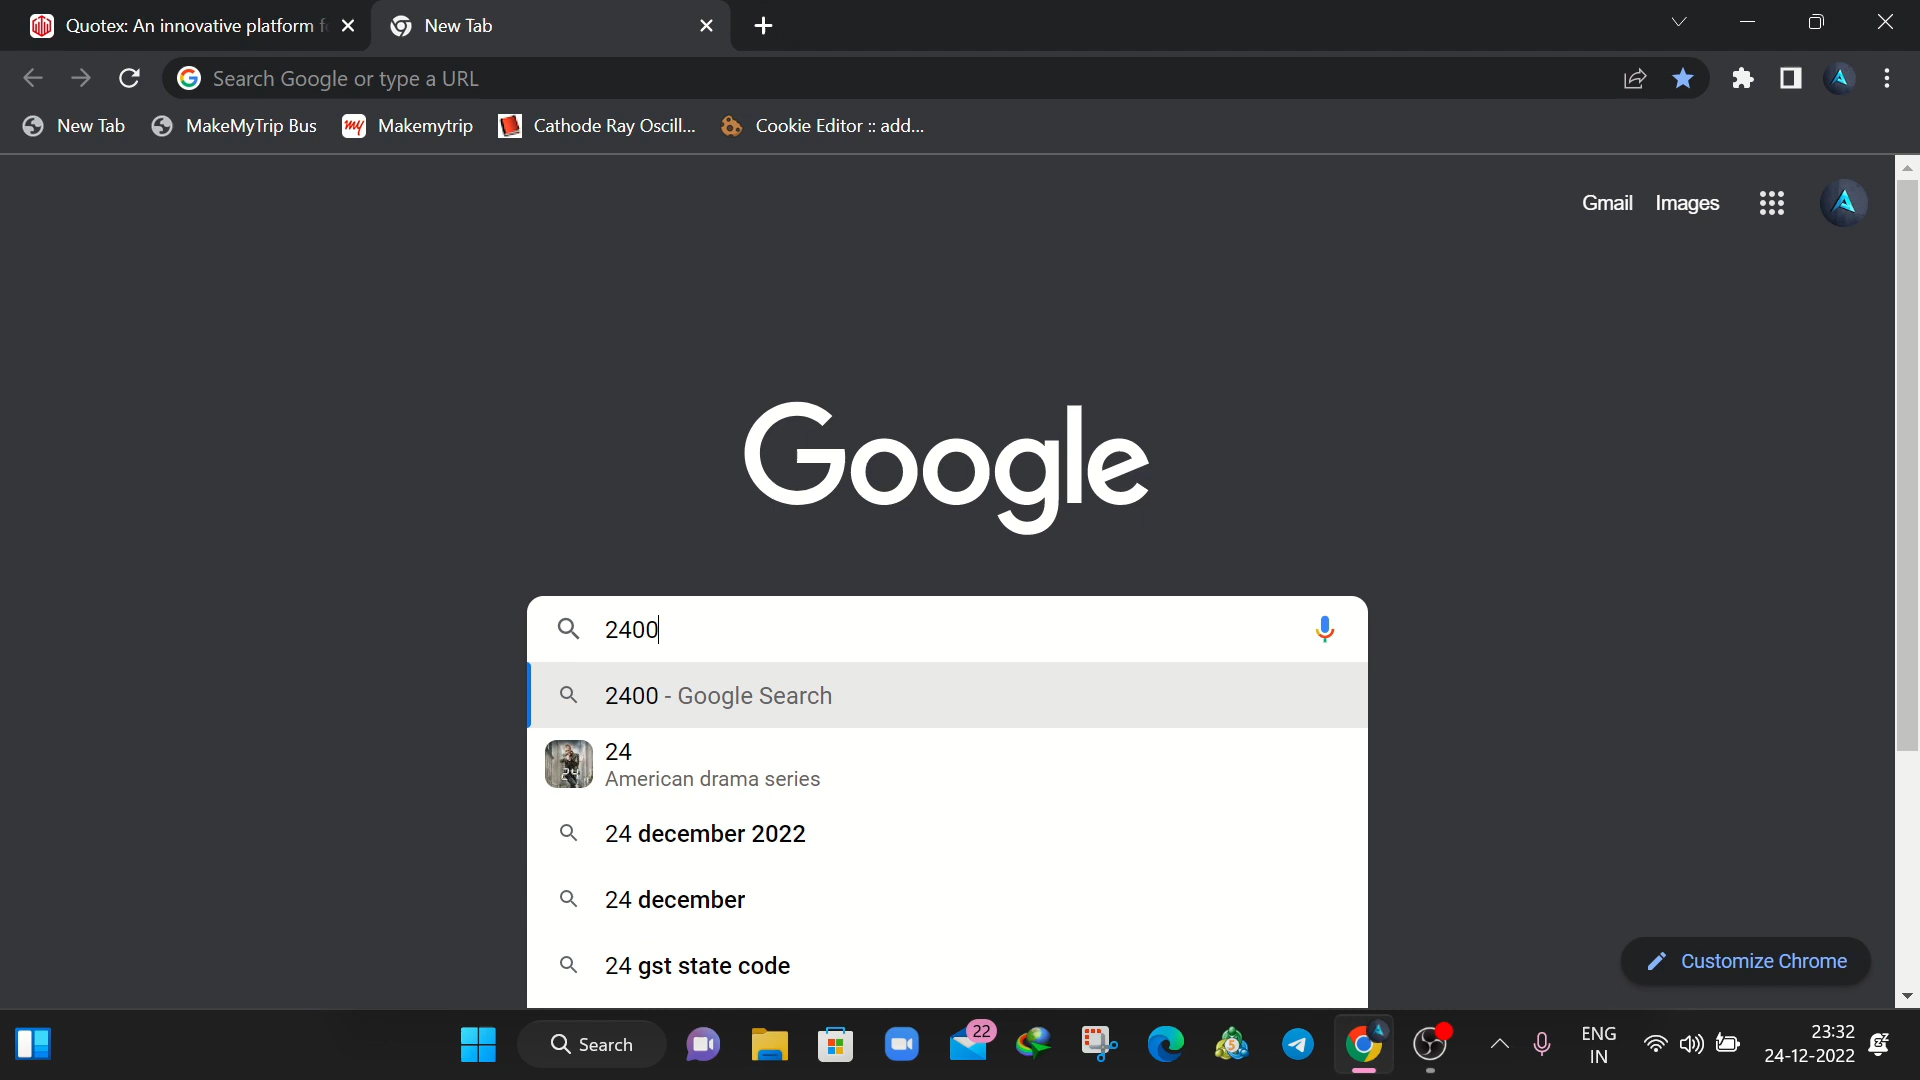 Quotex: An innovative platform f
New Tab
Search Google or type a URL
New Tab
MakeMyTrip Bus
my
Makemytrip
Cathode Ray Oscill...
Cookie Editor :: add...
Gmail
Images
Google
2400
2400 - Google Search
24
American drama series
24 december 2022
24 december
24 gst state code
Customize Chrome
Search
22
ENG
IN
23:32
24-12-2022